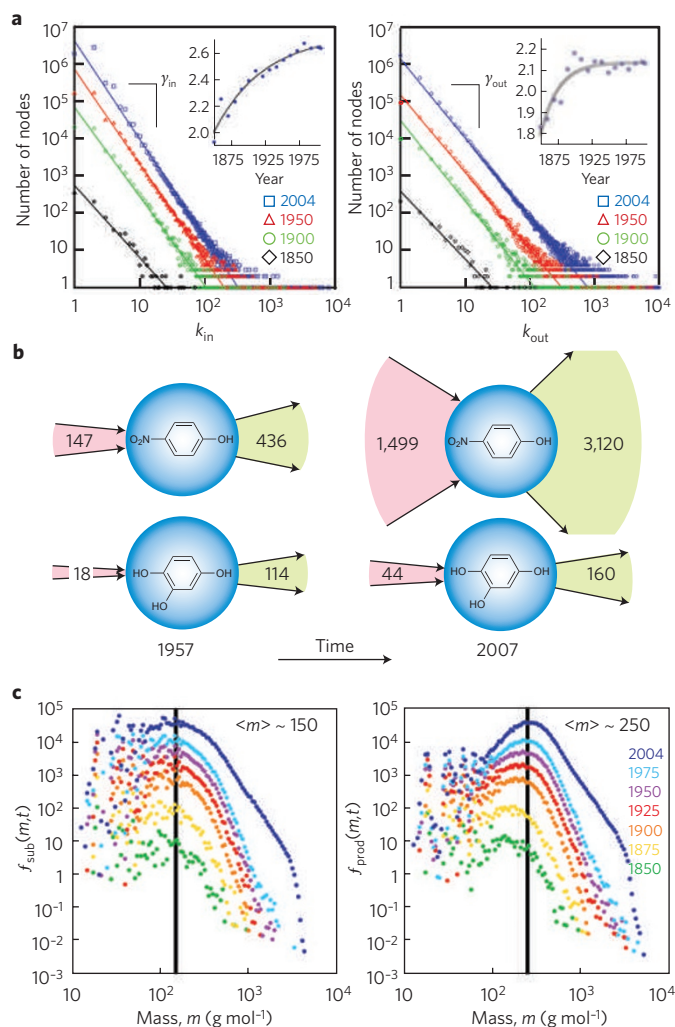 a
10⁷
10⁶
10⁵
10⁴
10³
10²
10
1
Number of nodes
γin
2.6
2.4
2.2
2.0
1875 1925 1975
Year
2004
1950
1900
1850
1 10 10² 10³ 10⁴
kin
10⁷
10⁶
10⁵
10⁴
10³
10²
10
1
Number of nodes
γout
2.2
2.1
2.0
1.9
1.8
1875 1925 1975
Year
2004
1950
1900
1850
1 10 10² 10³ 10⁴
kout
b
147 O₂N OH 436
1,499 O₂N OH 3,120
18 HO OH 114
HO
44 HO OH 160
HO
1957 Time 2007
c
10⁵
10⁴
10³
10²
10
1
10⁻¹
10⁻²
10⁻³
fsub(m,t)
<m> ~ 150
10 10² 10³ 10⁴
Mass, m (g mol⁻¹)
10⁵
10⁴
10³
10²
10
1
10⁻¹
10⁻²
10⁻³
fprod(m,t)
<m> ~ 250
2004
1975
1950
1925
1900
1875
1850
10 10² 10³ 10⁴
Mass, m (g mol⁻¹)